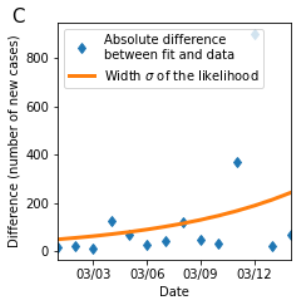 C
Absolute difference
between fit and data
Width σ of the likelihood
Difference (number of new cases)
800
600
400
200
0
03/03 03/06 03/09 03/12
Date